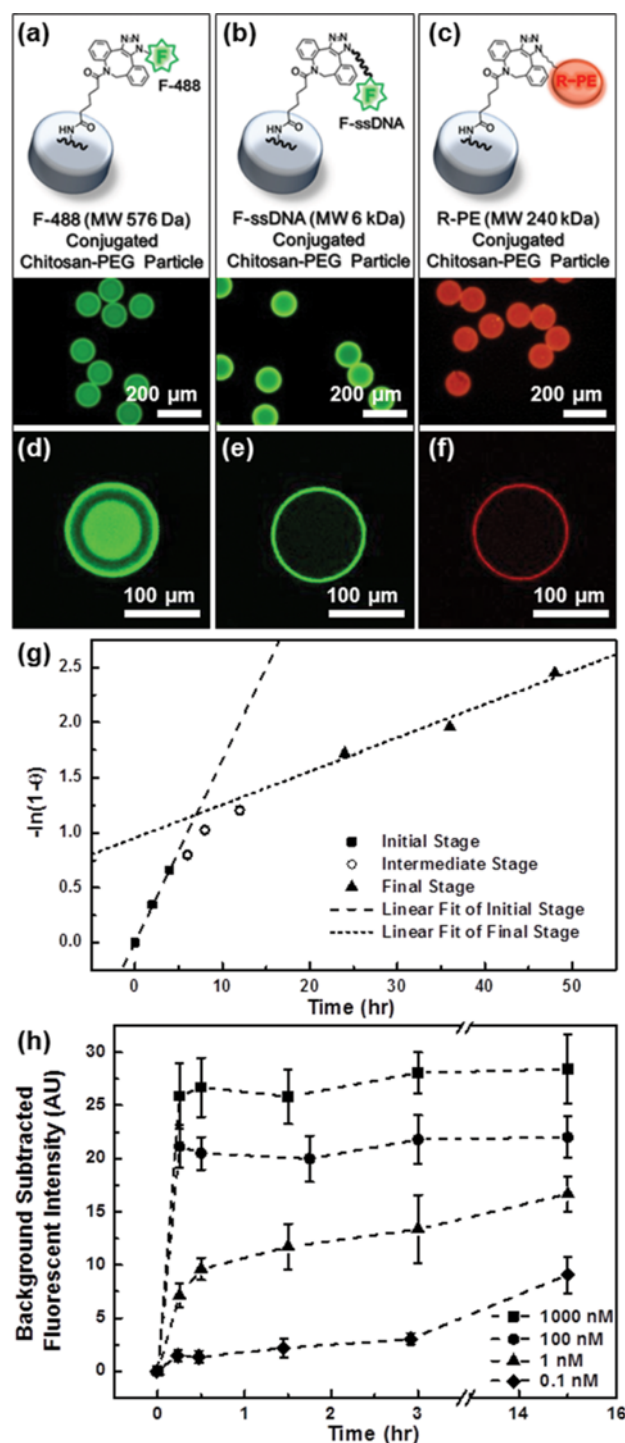 (a)
N=N
N
N
F
F-488
O
O
HN
F-488 (MW 576 Da)
Conjugated
Chitosan-PEG Particle
200 µm
(b)
N=N
N
N
F
F-ssDNA
O
O
HN
F-ssDNA (MW 6 kDa)
Conjugated
Chitosan-PEG Particle
200 µm
(c)
N=N
N
N
R-PE
O
O
HN
R-PE (MW 240 kDa)
Conjugated
Chitosan-PEG Particle
200 µm
(d)
100 µm
(e)
100 µm
(f)
100 µm
(g)
-ln(1-θ)
2.5
2.0
1.5
1.0
0.5
0.0
Initial Stage
Intermediate Stage
Final Stage
Linear Fit of Initial Stage
Linear Fit of Final Stage
0 10 20 30 40 50
Time (hr)
(h)
Background Subtracted
Fluorescent Intensity (AU)
30
25
20
15
10
5
0
1000 nM
100 nM
1 nM
0.1 nM
0 1 2 3 14 16
Time (hr)